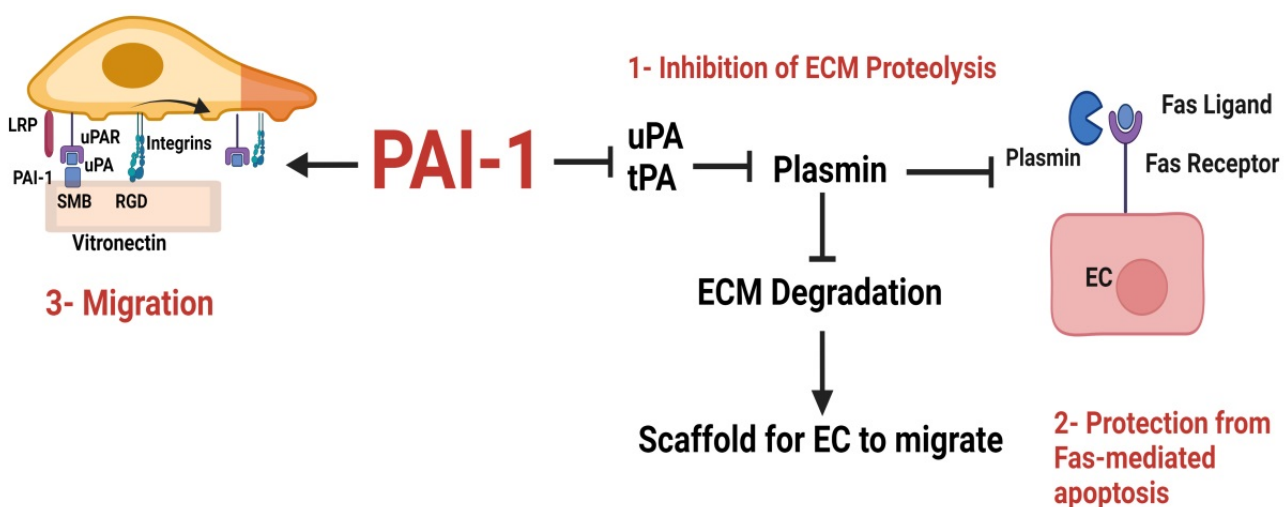 LRP
uPAR
uPA
Integrins
PAI-1
SMB
RGD
Vitronectin
3- Migration
PAI-1
1- Inhibition of ECM Proteolysis
uPA
tPA
Plasmin
ECM Degradation
Scaffold for EC to migrate
Plasmin
Fas Ligand
Fas Receptor
EC
2- Protection from
Fas-mediated
apoptosis